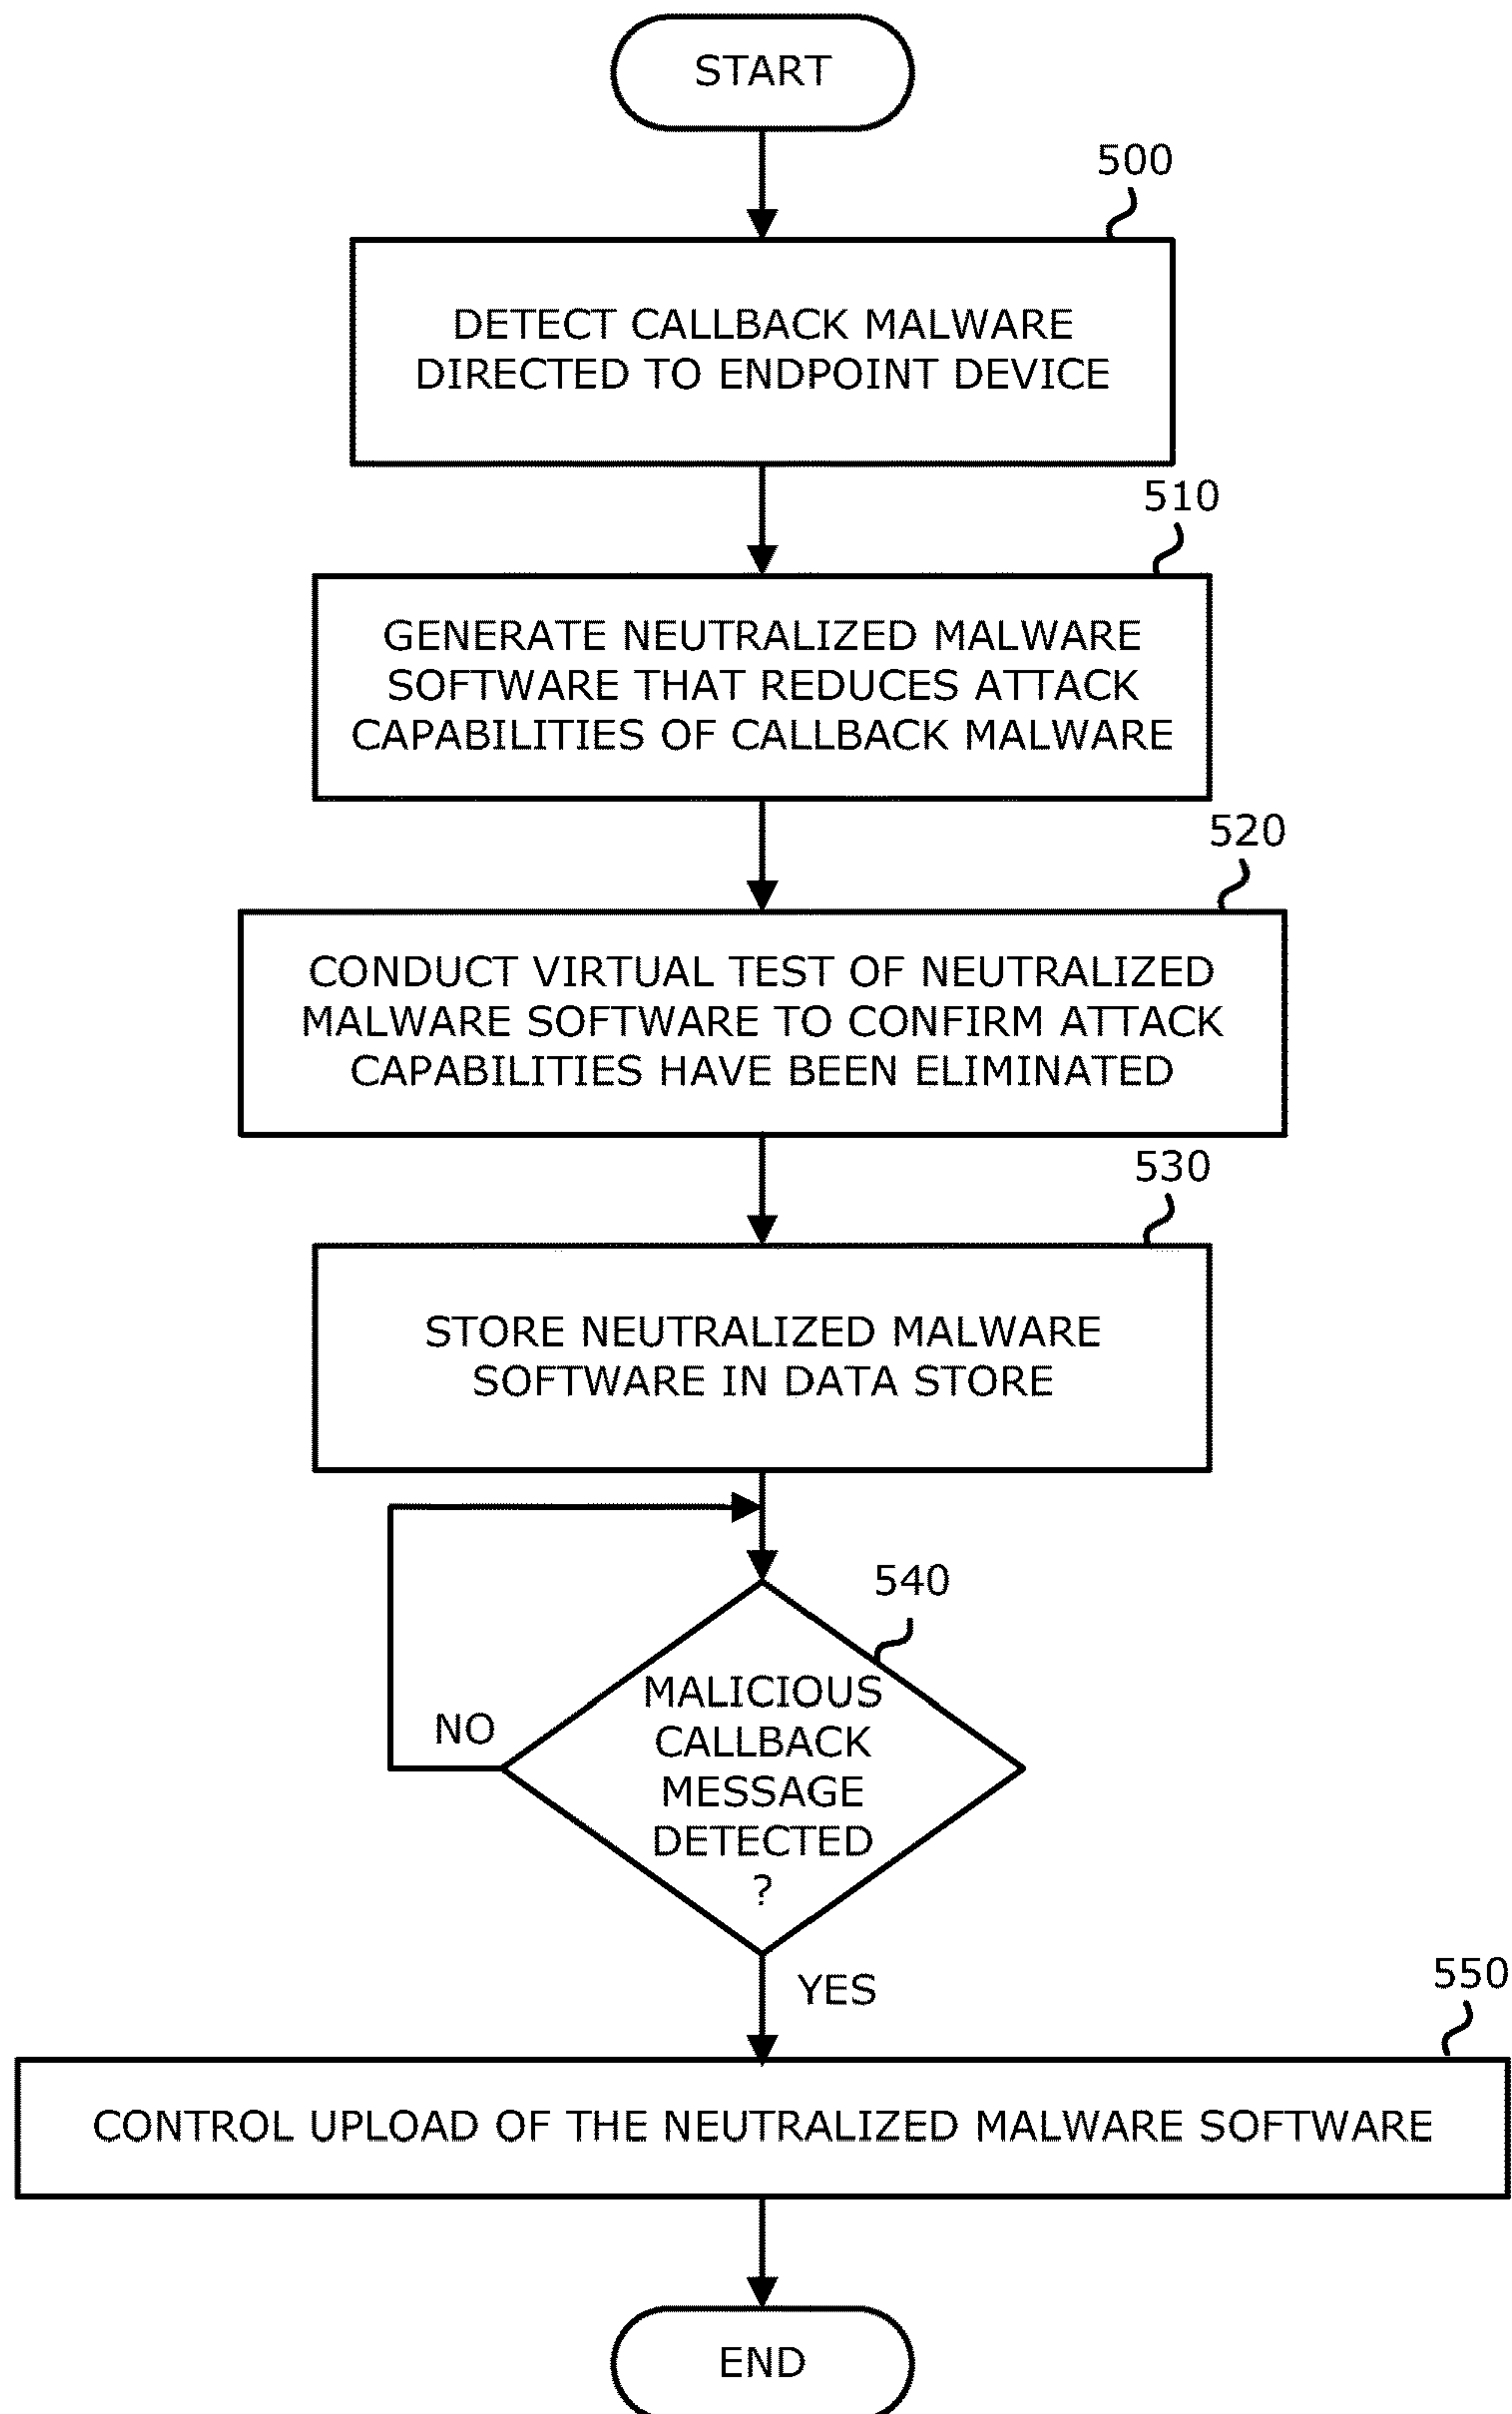 START
500
DETECT CALLBACK MALWARE
DIRECTED TO ENDPOINT DEVICE
510
GENERATE NEUTRALIZED MALWARE
SOFTWARE THAT REDUCES ATTACK
CAPABILITIES OF CALLBACK MALWARE
520
CONDUCT VIRTUAL TEST OF NEUTRALIZED
MALWARE SOFTWARE TO CONFIRM ATTACK
CAPABILITIES HAVE BEEN ELIMINATED
530
STORE NEUTRALIZED MALWARE
SOFTWARE IN DATA STORE
540
MALICIOUS
CALLBACK
MESSAGE
DETECTED
?
NO
YES
550
CONTROL UPLOAD OF THE NEUTRALIZED MALWARE SOFTWARE
END